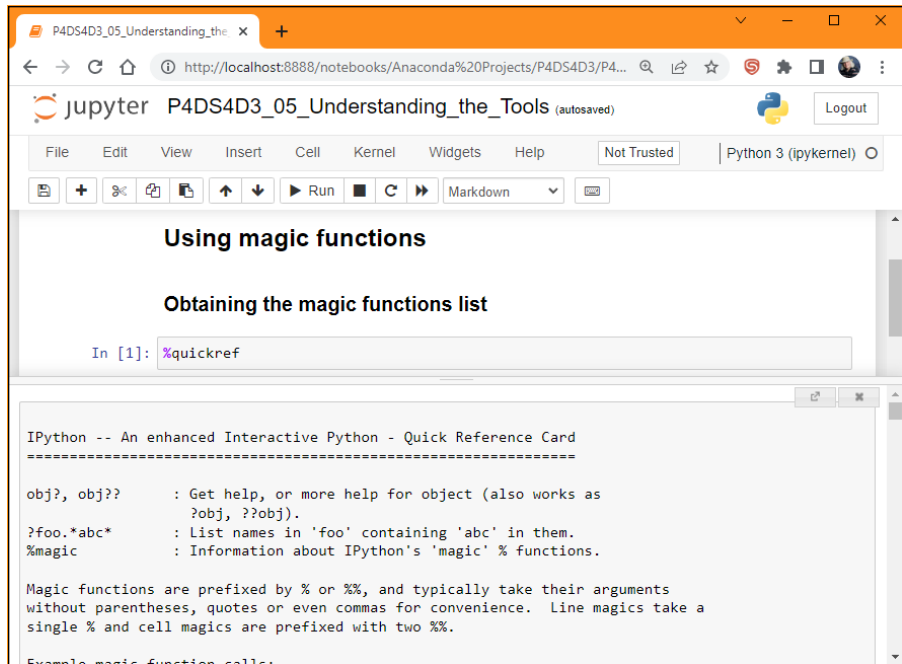 P4DS4D3_05_Understanding_the
http://localhost:8888/notebooks/Anaconda%20Projects/P4DS4D3/P4...
jupyter P4DS4D3_05_Understanding_the_Tools (autosaved) Logout
File Edit View Insert Cell Kernel Widgets Help Not Trusted Python 3 (ipykernel)
Run Markdown
Using magic functions
Obtaining the magic functions list
In [1]: %quickref
IPython -- An enhanced Interactive Python - Quick Reference Card
================================================================
obj?, obj?? : Get help, or more help for object (also works as
?obj, ??obj).
?foo.*abc* : List names in 'foo' containing 'abc' in them.
%magic : Information about IPython's 'magic' % functions.
Magic functions are prefixed by % or %%, and typically take their arguments
without parentheses, quotes or even commas for convenience. Line magics take a
single % and cell magics are prefixed with two %%.
Example magic function calls: